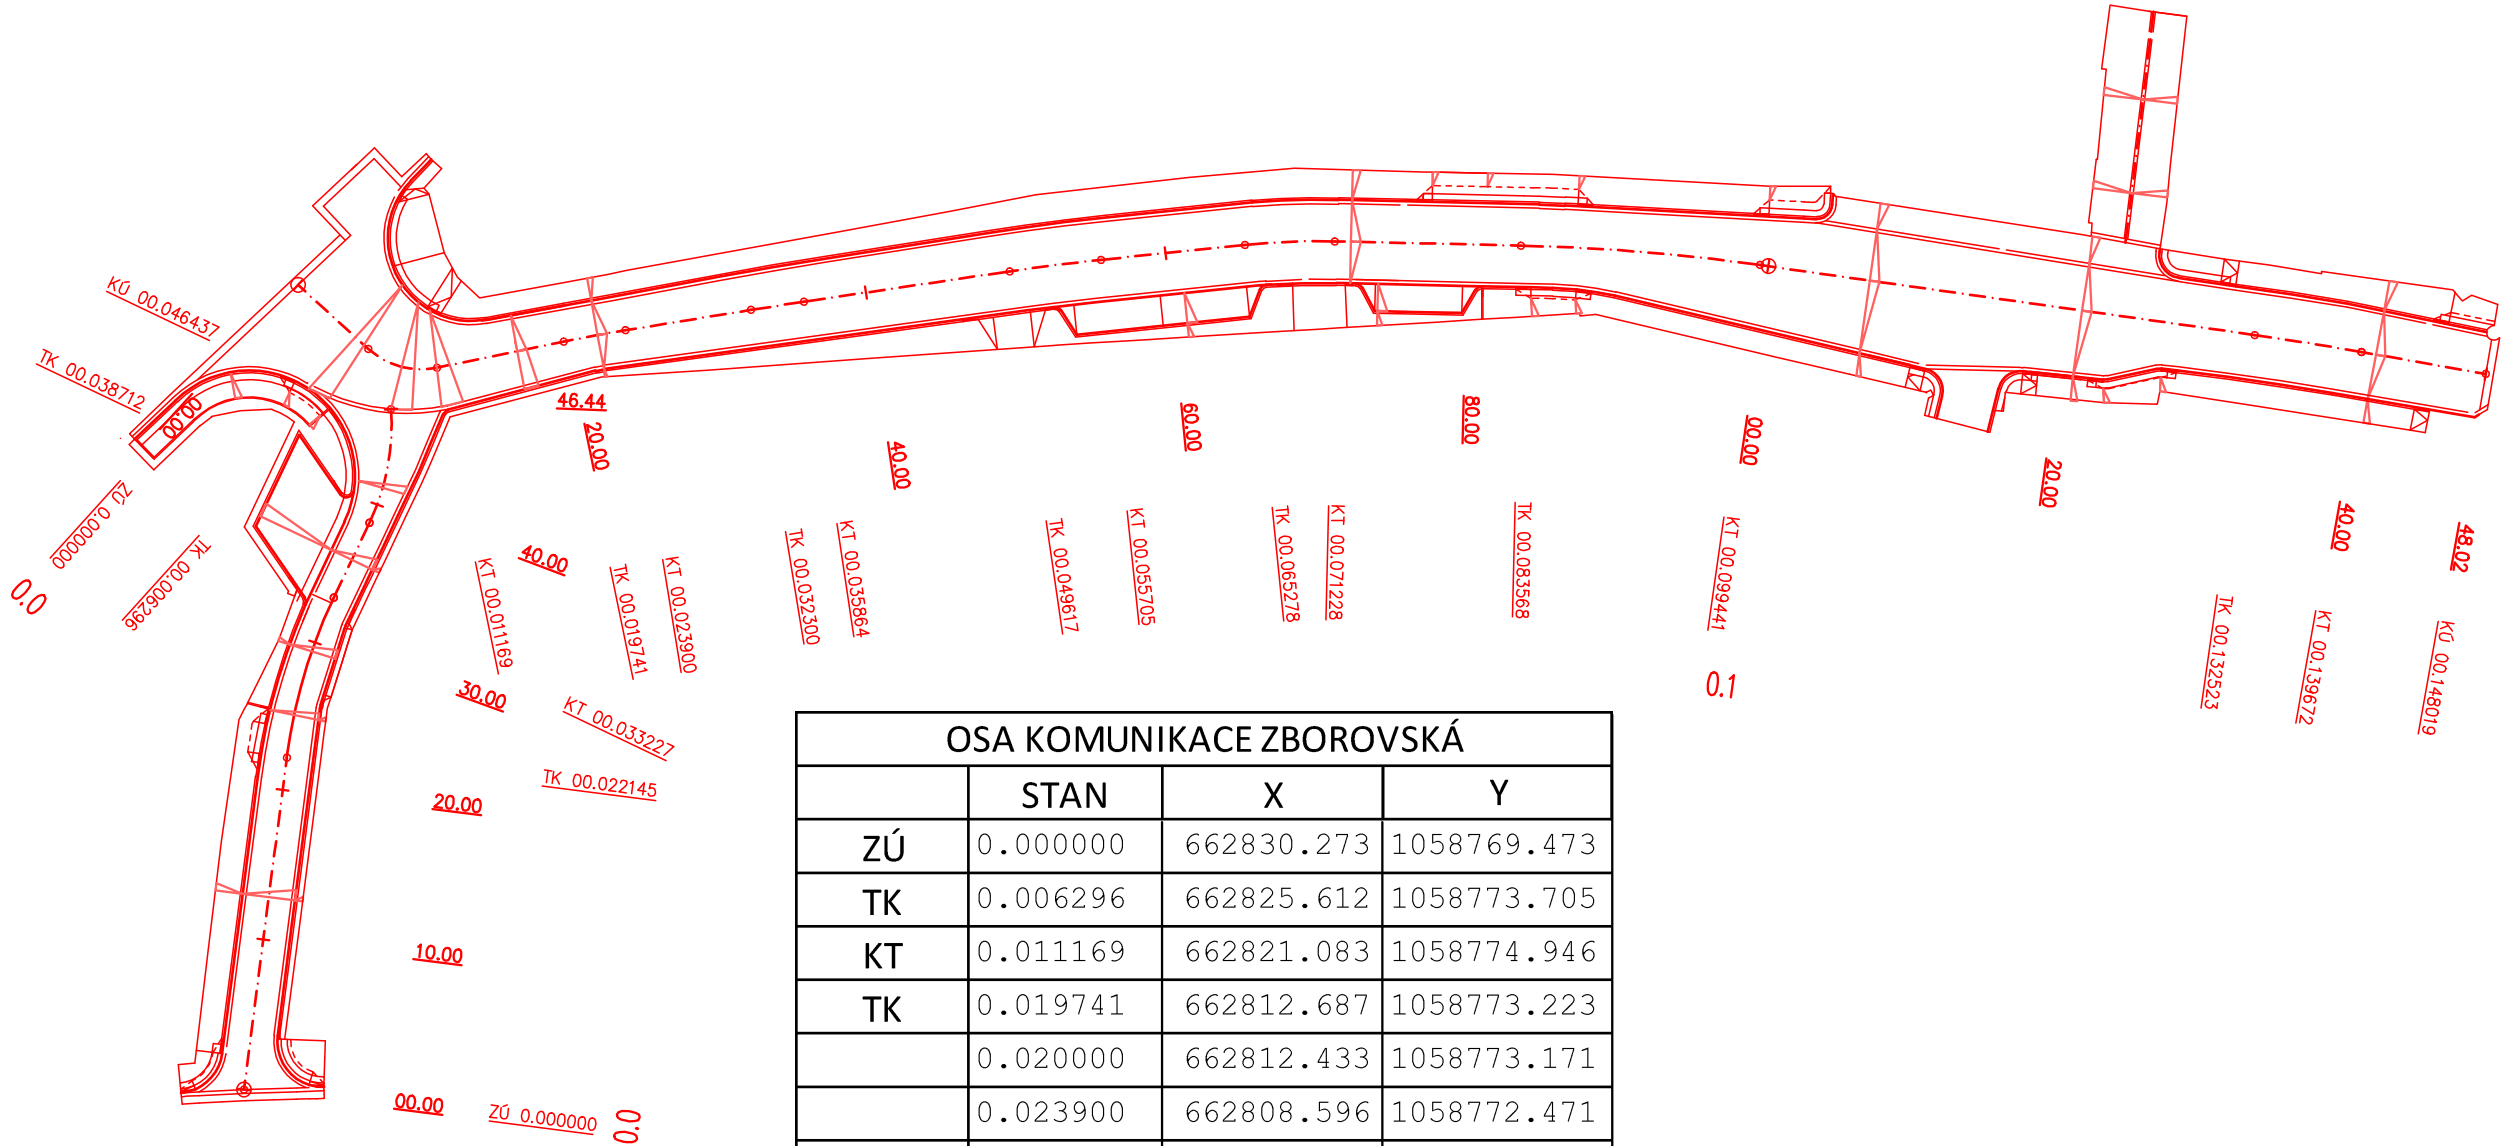 KÚ 00.046437
TK 00.038712
00.00
ZÚ 0.000000
0.0
TK 00.006296
46.44
20.00
40.00
60.00
80.00
00.00
20.00
40.00
48.02
40.00
KT 00.011169
TK 00.019741
KT 00.023900
TK 00.032300
KT 00.035864
TK 00.049617
KT 00.055705
TK 00.065278
KT 00.071228
TK 00.083568
KT 00.099441
0.1
TK 00.132523
KT 00.139672
KÚ 00.148019
30.00
KT 00.033227
TK 00.022145
20.00
10.00
00.00
ZÚ 0.000000
0.0
OSA KOMUNIKACE ZBOROVSKÁ
STAN X Y
ZÚ 0.000000 662830.273 1058769.473
TK 0.006296 662825.612 1058773.705
KT 0.011169 662821.083 1058774.946
TK 0.019741 662812.687 1058773.223
0.020000 662812.433 1058773.171
0.023900 662808.596 1058772.471